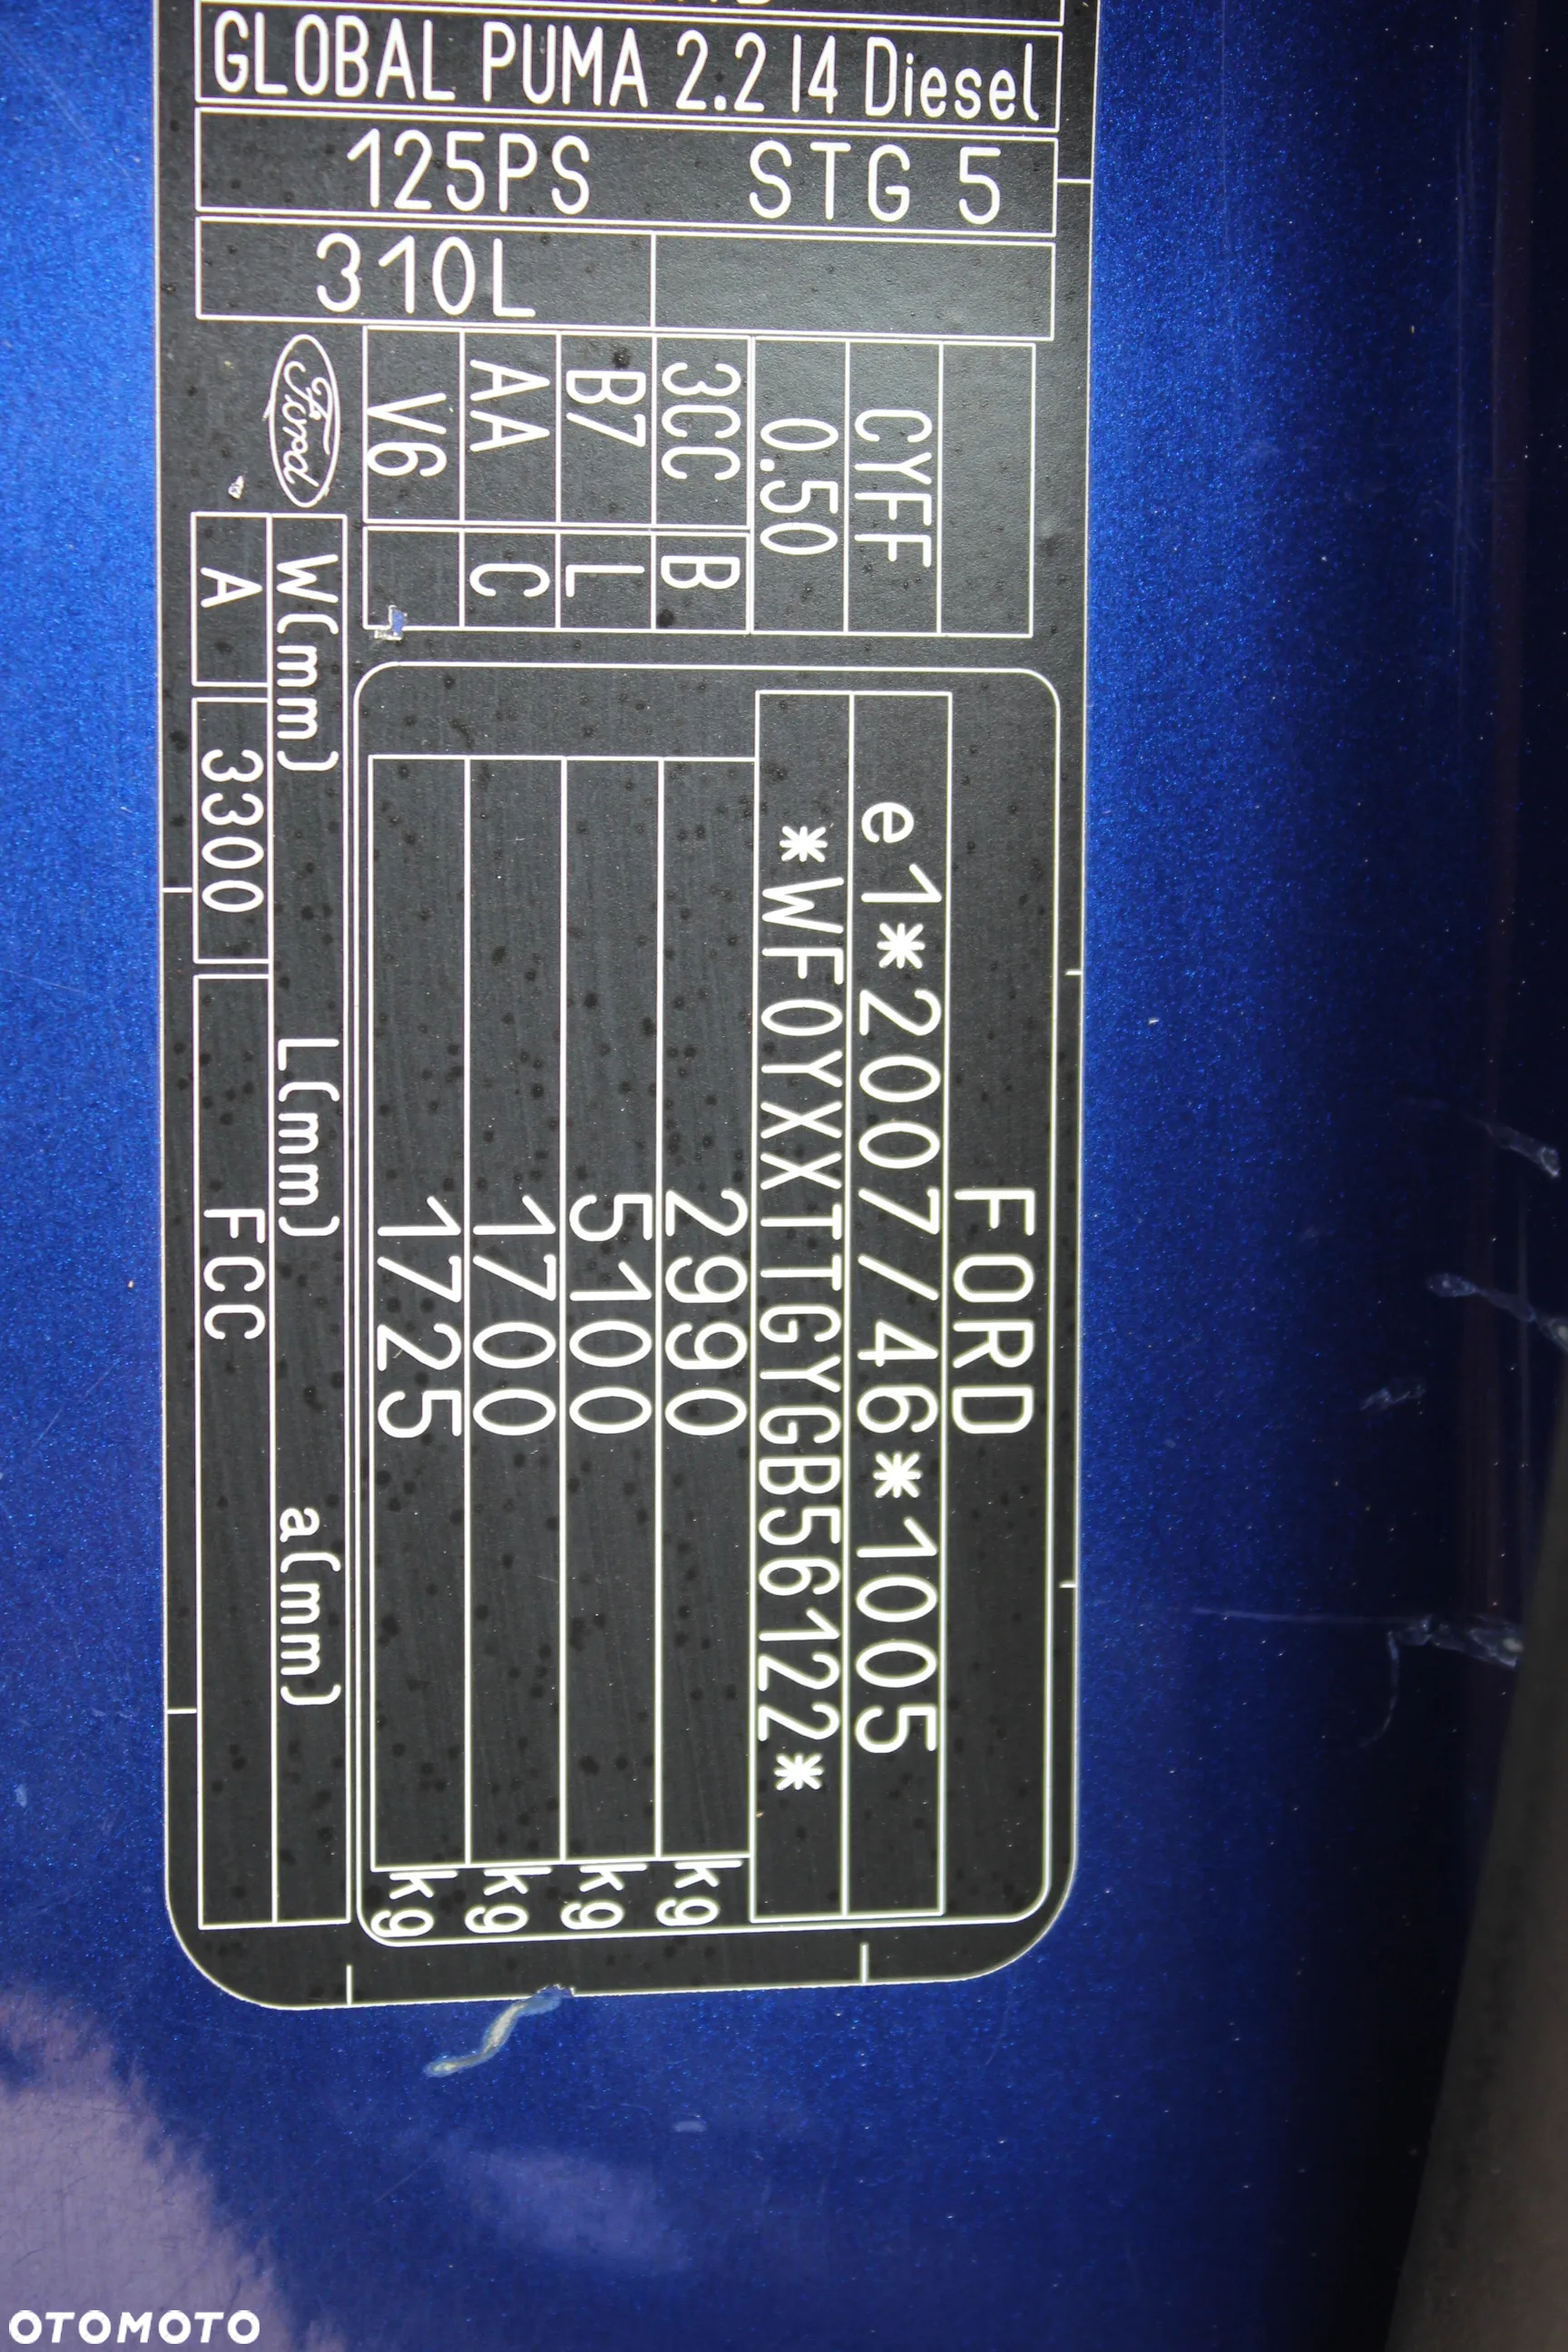 GLOBAL PUMA 2.2 I4 Diesel
125PS STG 5
310L
FORD
e1*2007/46*1005
*WF0YXXTTGYGB56122*
2990 kg
5100 kg
1700 kg
1725 kg
CYFF
0.50
3CC B
B7 L
AA C
V6
Ford
W(mm) L(mm) a(mm)
A 3300 FCC
OTOMOTO